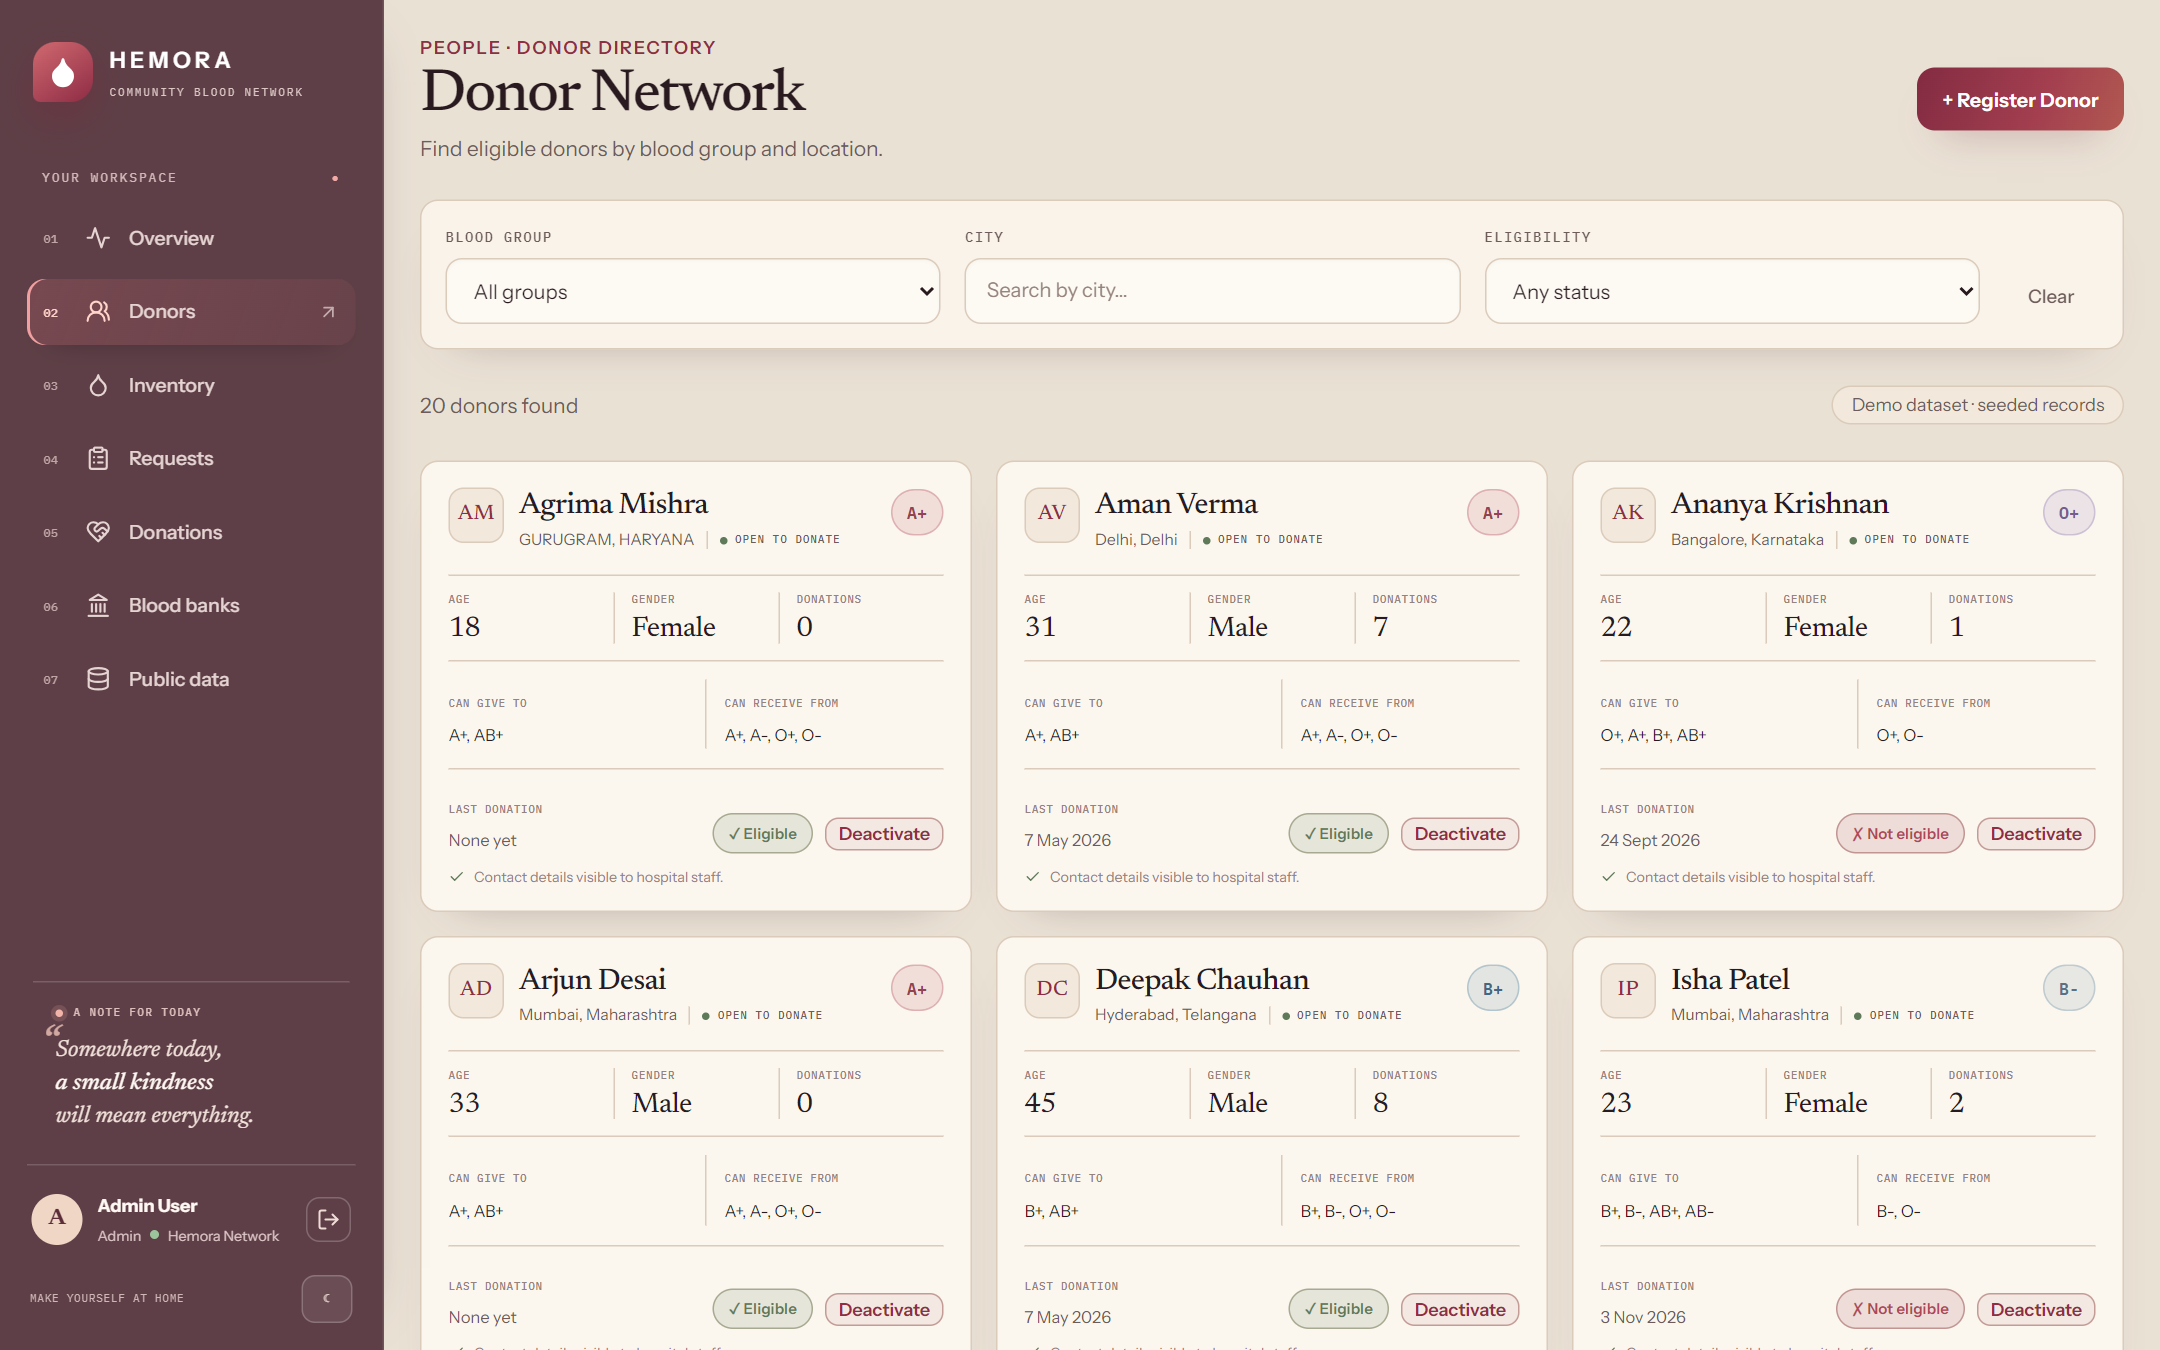 HEMORA
COMMUNITY BLOOD NETWORK
YOUR WORKSPACE
01 Overview
02 Donors
03 Inventory
04 Requests
05 Donations
06 Blood banks
07 Public data
A NOTE FOR TODAY
“Somewhere today,
a small kindness
will mean everything.
A Admin User
Admin Hemora Network
MAKE YOURSELF AT HOME
PEOPLE · DONOR DIRECTORY
Donor Network
Find eligible donors by blood group and location.
+ Register Donor
BLOOD GROUP CITY ELIGIBILITY
All groups Search by city... Any status Clear
20 donors found
Demo dataset · seeded records
AM Agrima Mishra A+
GURUGRAM, HARYANA OPEN TO DONATE
AGE GENDER DONATIONS
18 Female 0
CAN GIVE TO CAN RECEIVE FROM
A+, AB+ A+, A-, O+, O-
LAST DONATION
None yet ✓ Eligible Deactivate
Contact details visible to hospital staff.
AV Aman Verma A+
Delhi, Delhi OPEN TO DONATE
AGE GENDER DONATIONS
31 Male 7
CAN GIVE TO CAN RECEIVE FROM
A+, AB+ A+, A-, O+, O-
LAST DONATION
7 May 2026 ✓ Eligible Deactivate
Contact details visible to hospital staff.
AK Ananya Krishnan O+
Bangalore, Karnataka OPEN TO DONATE
AGE GENDER DONATIONS
22 Female 1
CAN GIVE TO CAN RECEIVE FROM
O+, A+, B+, AB+ O+, O-
LAST DONATION
24 Sept 2026 ✗ Not eligible Deactivate
Contact details visible to hospital staff.
AD Arjun Desai A+
Mumbai, Maharashtra OPEN TO DONATE
AGE GENDER DONATIONS
33 Male 0
CAN GIVE TO CAN RECEIVE FROM
A+, AB+ A+, A-, O+, O-
LAST DONATION
None yet ✓ Eligible Deactivate
DC Deepak Chauhan B+
Hyderabad, Telangana OPEN TO DONATE
AGE GENDER DONATIONS
45 Male 8
CAN GIVE TO CAN RECEIVE FROM
B+, AB+ B+, B-, O+, O-
LAST DONATION
7 May 2026 ✓ Eligible Deactivate
IP Isha Patel B-
Mumbai, Maharashtra OPEN TO DONATE
AGE GENDER DONATIONS
23 Female 2
CAN GIVE TO CAN RECEIVE FROM
B+, B-, AB+, AB- B-, O-
LAST DONATION
3 Nov 2026 ✗ Not eligible Deactivate